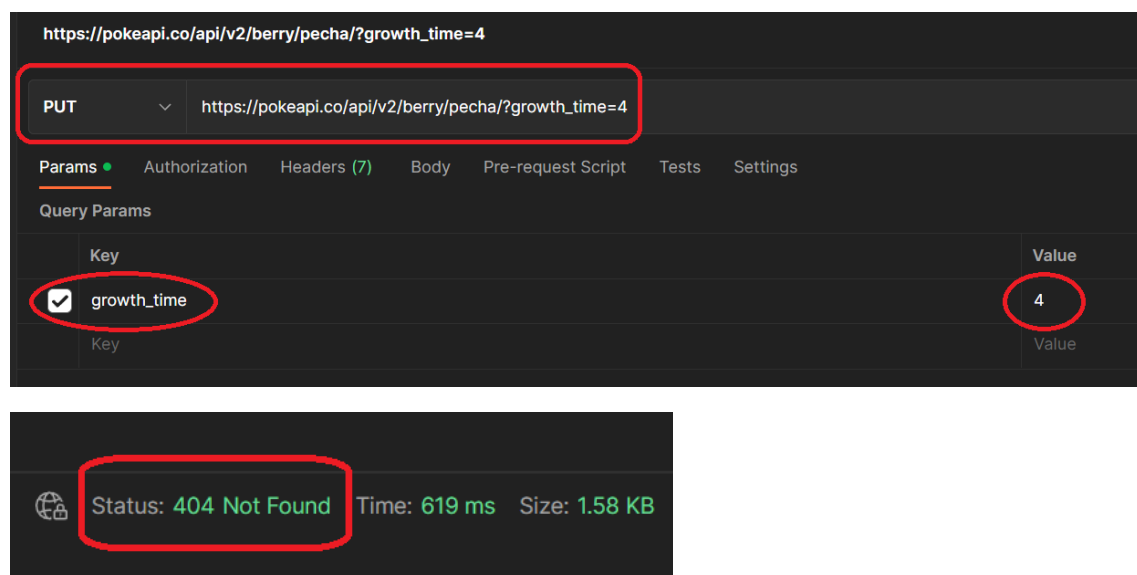 https://pokeapi.co/api/v2/berry/pecha/?growth_time=4
PUT https://pokeapi.co/api/v2/berry/pecha/?growth_time=4
Params Authorization Headers (7) Body Pre-request Script Tests Settings
Query Params
Key Value
growth_time 4
Key Value
Status: 404 Not Found Time: 619 ms Size: 1.58 KB